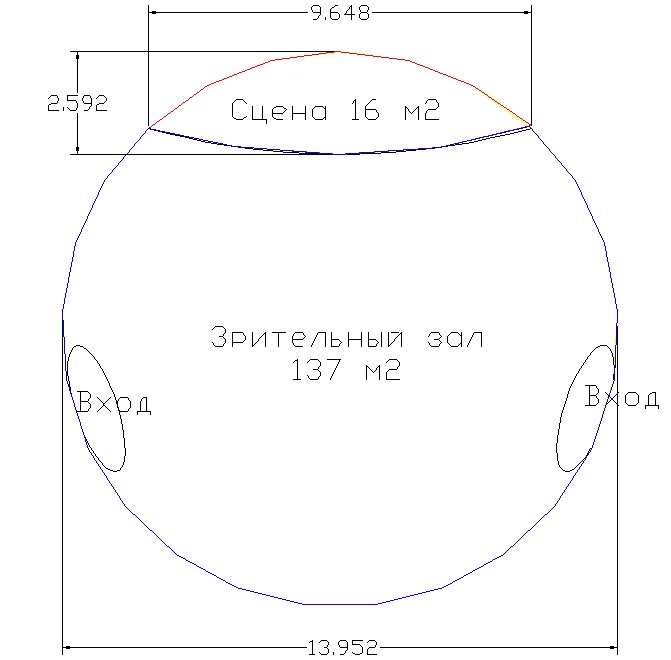 9.648
2.592
Сцена 16 м2
Зрительный зал
137 м2
Вход
Вход
13.952